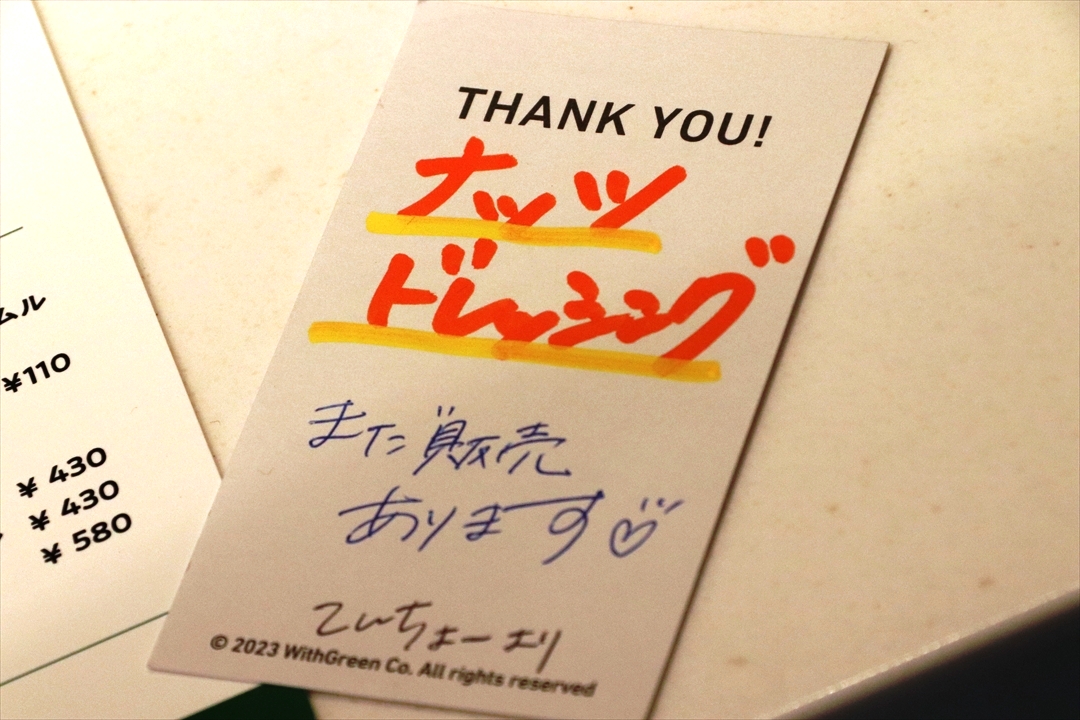 THANK YOU!
ナッツ
ドレッシング
また販売
あります♡
てんちょーより
© 2023 WithGreen Co. All rights reserved
ムル
¥110
¥ 430
¥ 430
¥ 580